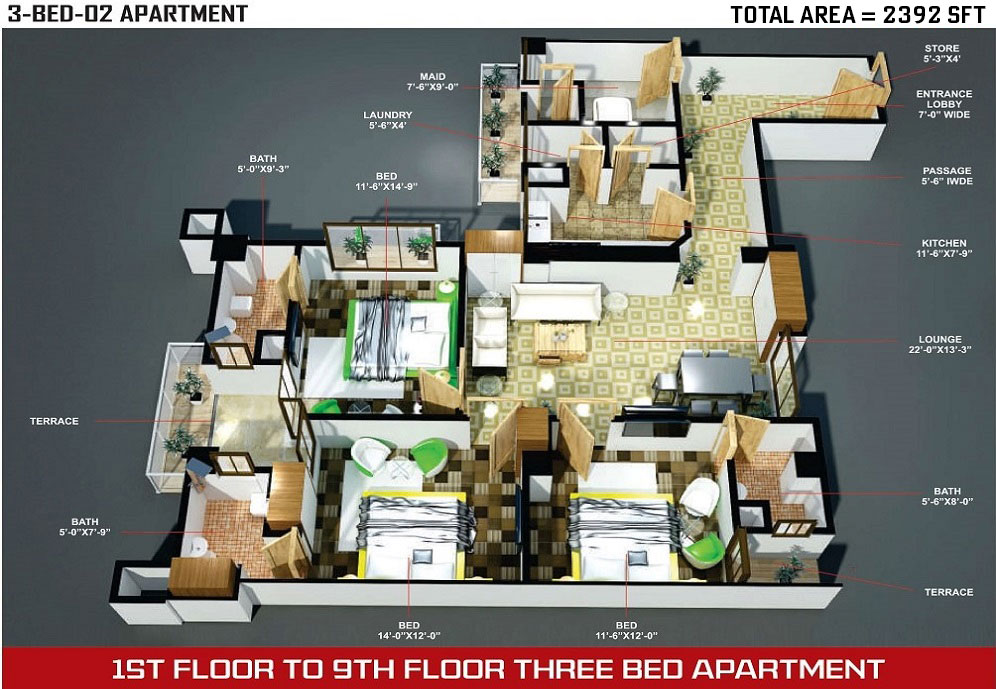 3-BED-02 APARTMENT
TOTAL AREA = 2392 SFT
STORE
5'-3"X4'
MAID
7'-6"X9'-0"
ENTRANCE
LOBBY
7'-0" WIDE
LAUNDRY
5'-6"X4'
BATH
5'-0"X9'-3"
BED
11'-6"X14'-9"
PASSAGE
5'-6" IWDE
KITCHEN
11'-6"X7'-9"
LOUNGE
22'-0"X13'-3"
TERRACE
BATH
5'-6"X8'-0"
BATH
5'-0"X7'-9"
TERRACE
BED
14'-0"X12'-0"
BED
11'-6"X12'-0"
1ST FLOOR TO 9TH FLOOR THREE BED APARTMENT